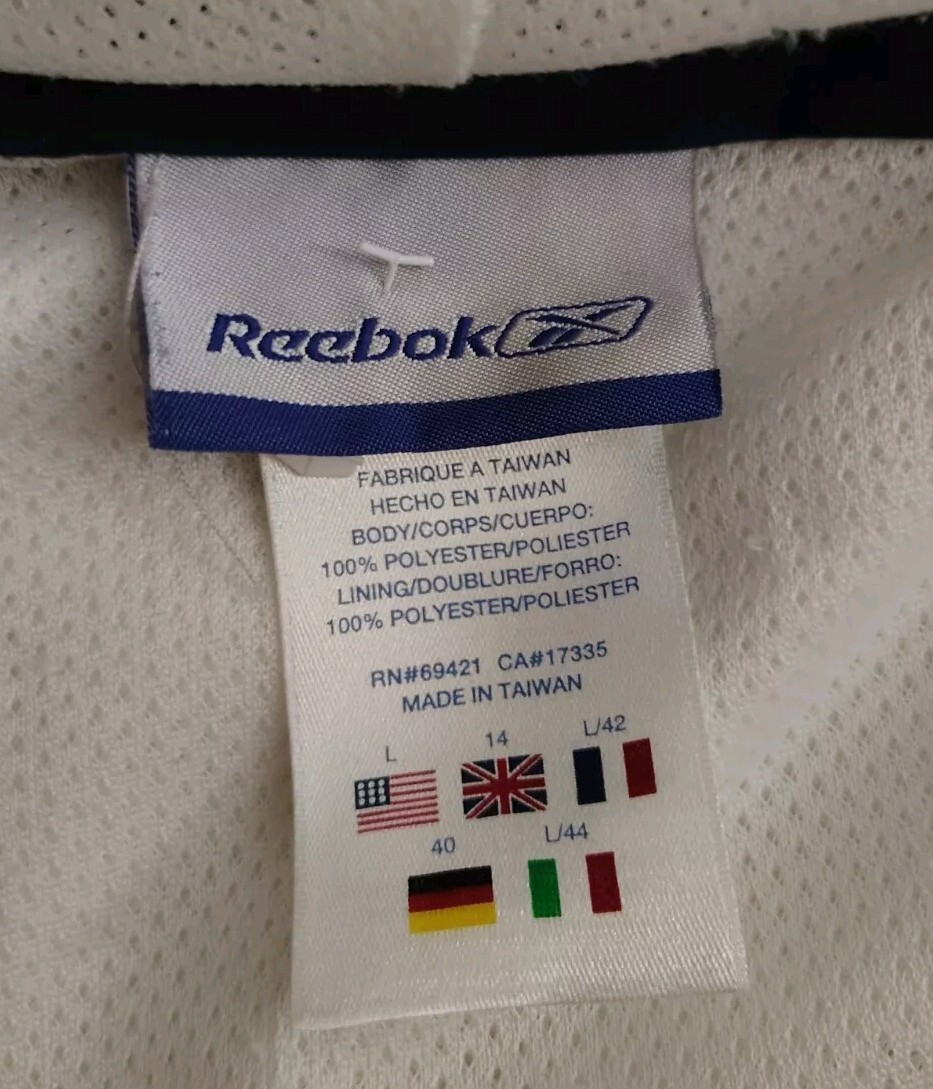 Reebok
FABRIQUE A TAIWAN
HECHO EN TAIWAN
BODY/CORPS/CUERPO:
100% POLYESTER/POLIESTER
LINING/DOUBLURE/FORRO:
100% POLYESTER/POLIESTER
RN#69421 CA#17335
MADE IN TAIWAN
L 14 L/42
40 L/44